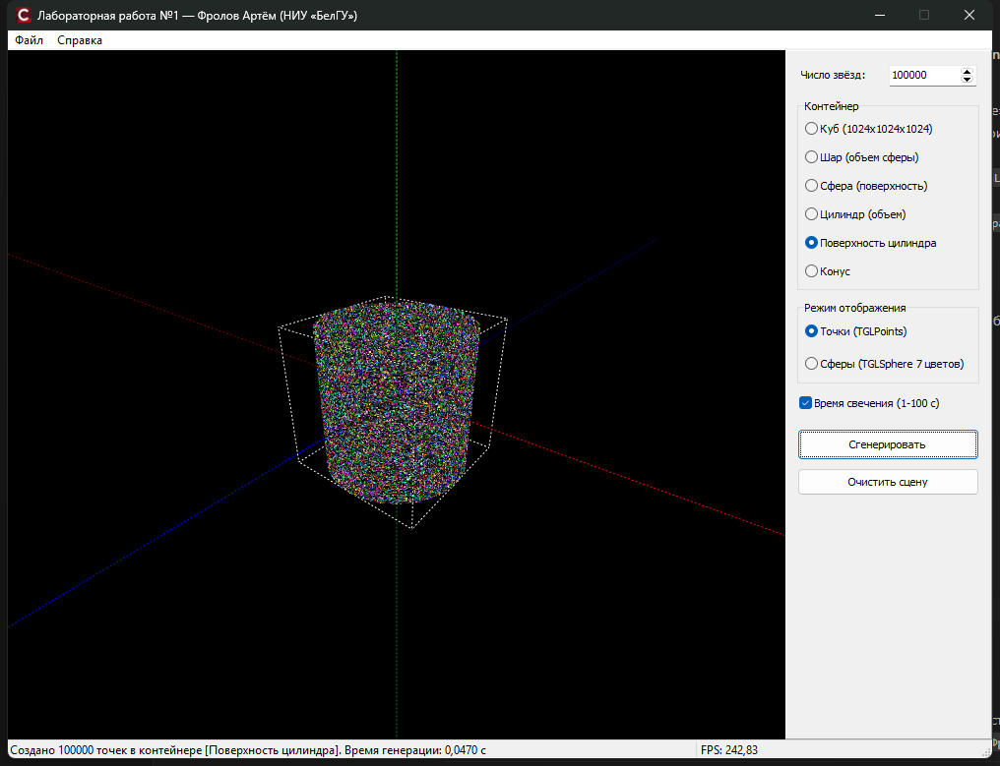 Лабораторная работа №1 — Фролов Артём (НИУ «БелГУ»)
Файл Справка
Число звёзд: 100000
Контейнер
Куб (1024x1024x1024)
Шар (объем сферы)
Сфера (поверхность)
Цилиндр (объем)
Поверхность цилиндра
Конус
Режим отображения
Точки (TGLPoints)
Сферы (TGLSphere 7 цветов)
Время свечения (1-100 с)
Сгенерировать
Очистить сцену
Создано 100000 точек в контейнере [Поверхность цилиндра]. Время генерации: 0,0470 с FPS: 242,83